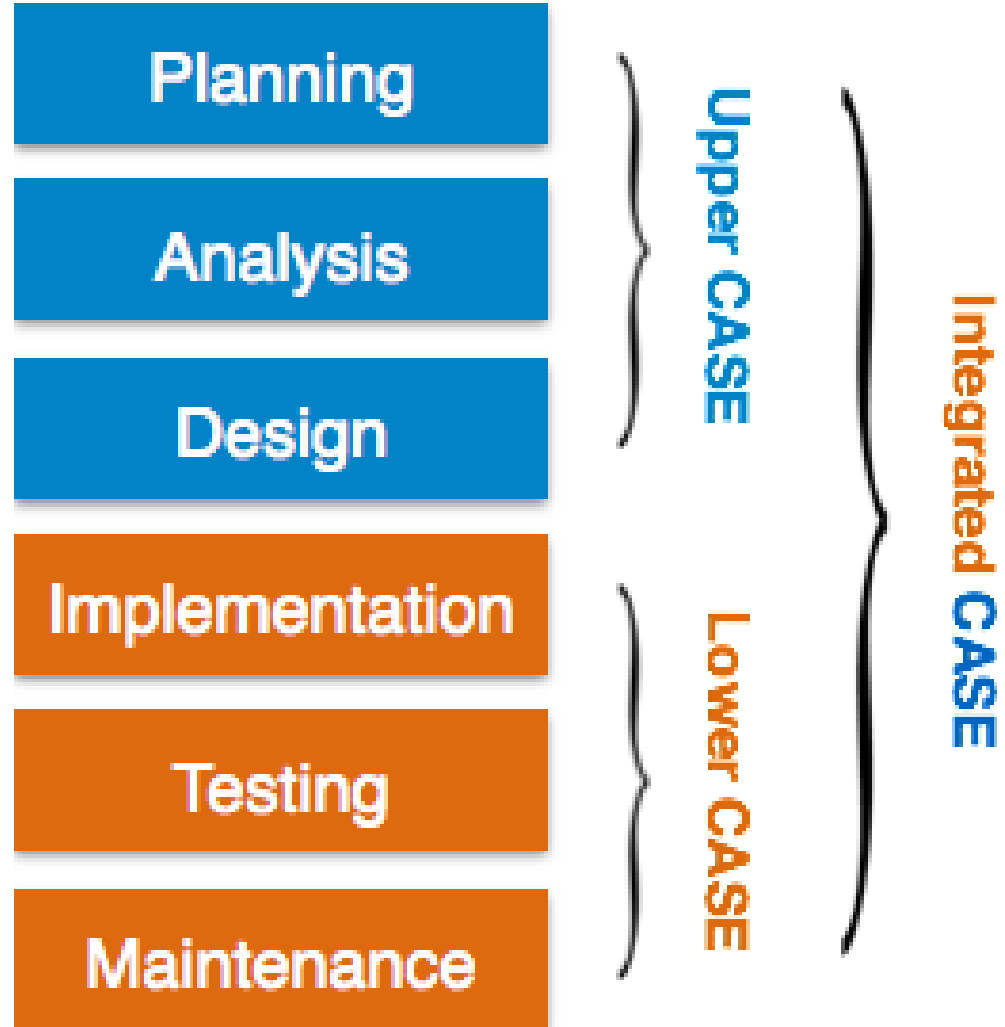 Planning
Analysis
Design
Implementation
Testing
Maintenance
Upper CASE
Lower CASE
Integrated CASE